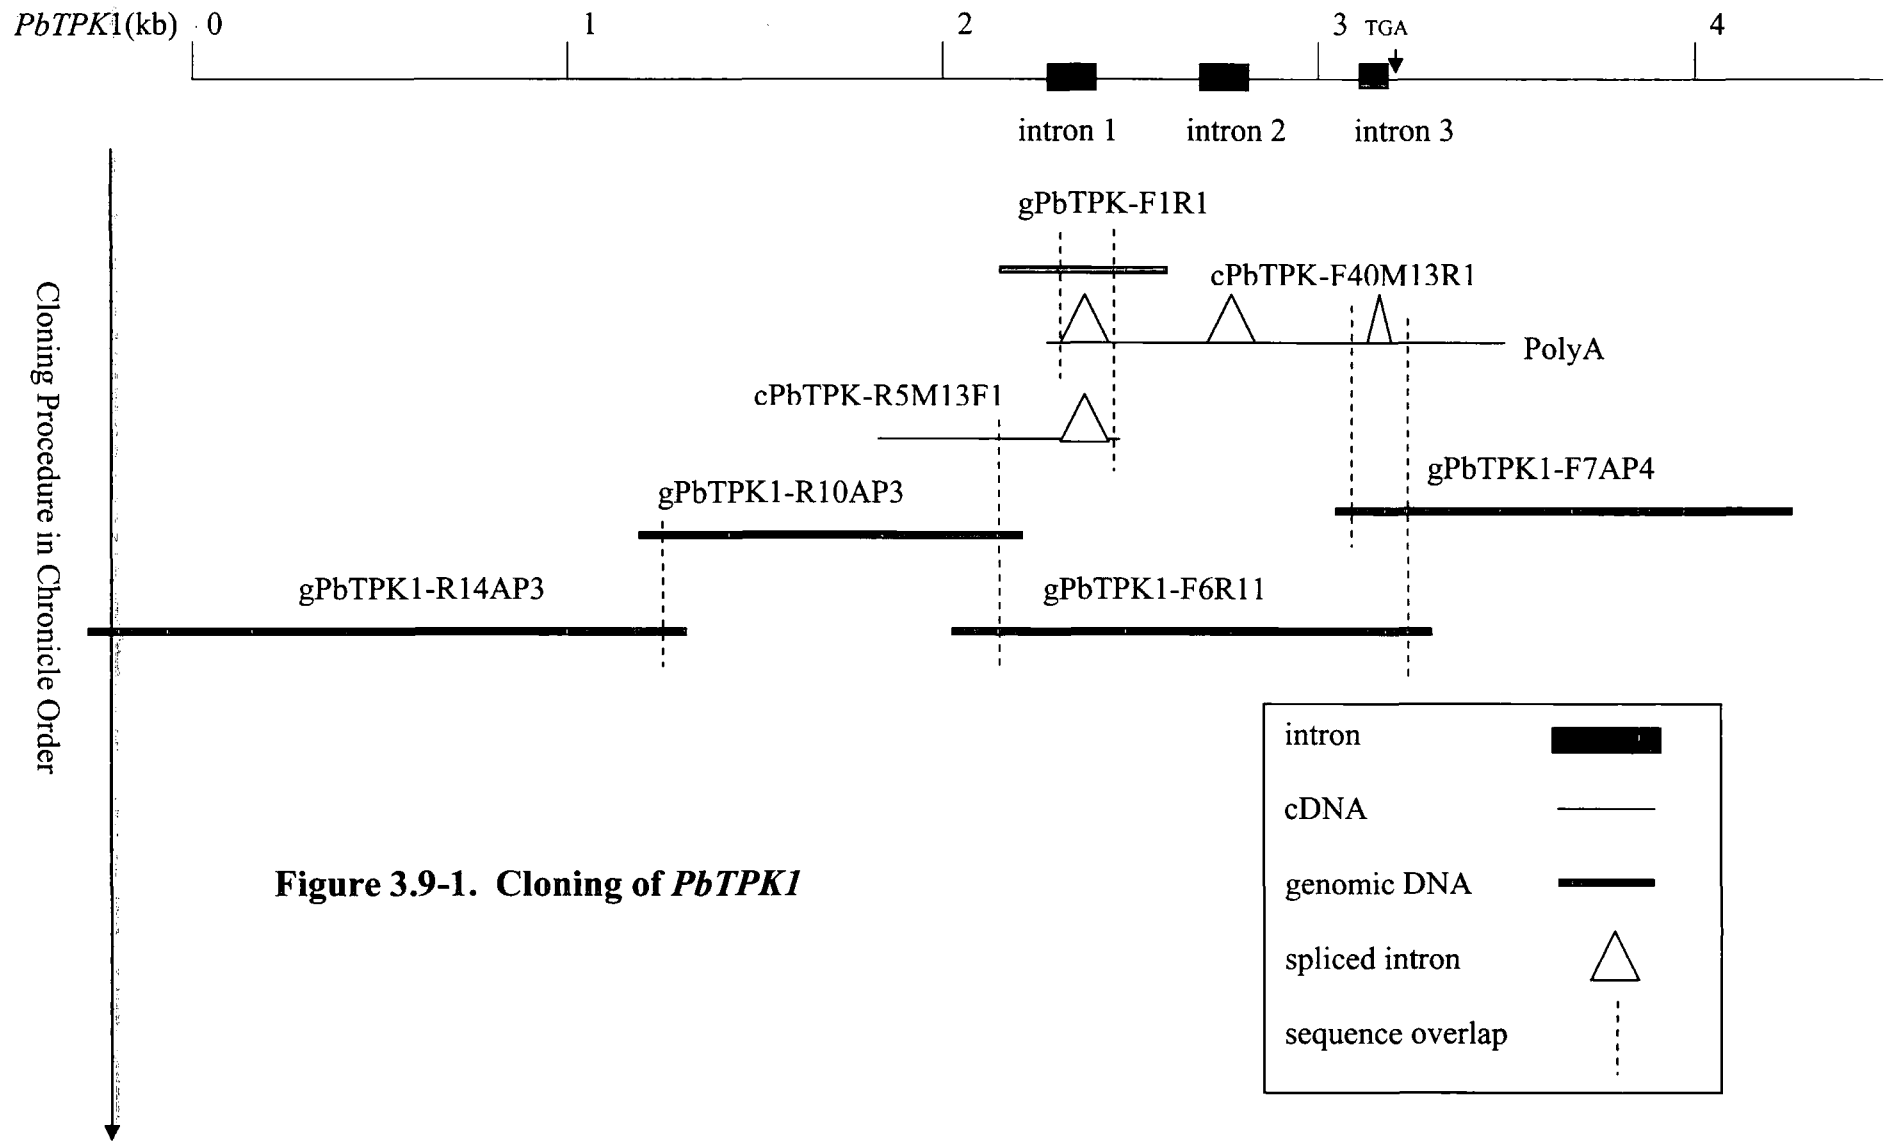 PbTPK1(kb) 0 1 2 3 TGA 4
intron 1 intron 2 intron 3
gPbTPK-F1R1
cPbTPK-F40M13R1
PolyA
cPbTPK-R5M13F1
gPbTPK1-F7AP4
gPbTPK1-R10AP3
gPbTPK1-R14AP3 gPbTPK1-F6R11
Cloning Procedure in Chronicle Order
intron
cDNA
genomic DNA
spliced intron
sequence overlap
Figure 3.9-1. Cloning of PbTPK1